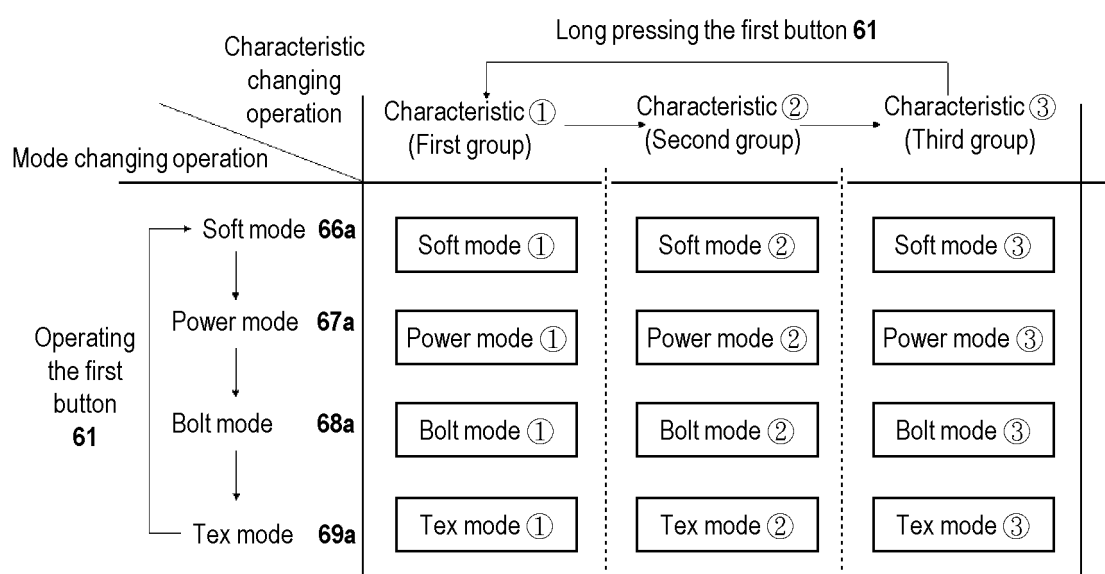 Long pressing the first button 61
Characteristic
changing
operation
Mode changing operation
Characteristic ①
(First group)
Characteristic ②
(Second group)
Characteristic ③
(Third group)
Operating
the first
button
61
Soft mode 66a
Soft mode ①
Soft mode ②
Soft mode ③
Power mode 67a
Power mode ①
Power mode ②
Power mode ③
Bolt mode 68a
Bolt mode ①
Bolt mode ②
Bolt mode ③
Tex mode 69a
Tex mode ①
Tex mode ②
Tex mode ③